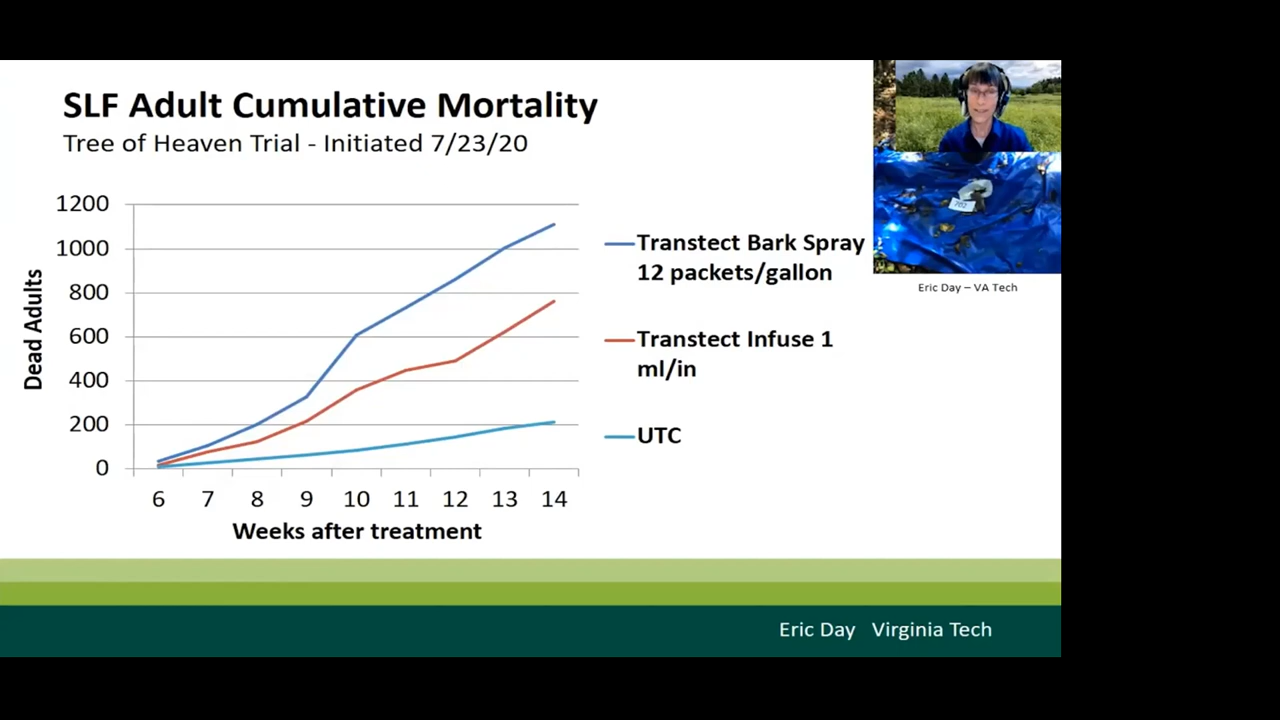 SLF Adult Cumulative Mortality
Tree of Heaven Trial - Initiated 7/23/20
1200
1000
800
600
400
200
0
Dead Adults
6 7 8 9 10 11 12 13 14
Weeks after treatment
Transtect Bark Spray
12 packets/gallon
Transtect Infuse 1
ml/in
UTC
Eric Day – VA Tech
Eric Day Virginia Tech